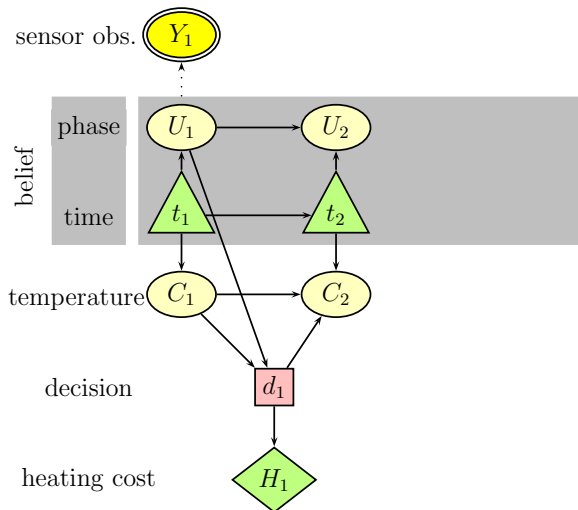 sensor obs. Y₁
belief
phase U₁ U₂
time t₁ t₂
temperature C₁ C₂
decision d₁
heating cost H₁